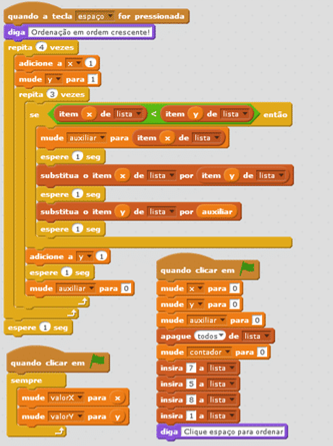 quando a tecla espaço for pressionada
diga Ordenação em ordem crescente!
repita 4 vezes
adicione a x 1
mude y para 1
repita 3 vezes
se item x de lista < item y de lista então
mude auxiliar para item x de lista
espere 1 seg
substitua o item x de lista por item y de lista
espere 1 seg
substitua o item y de lista por auxiliar
espere 1 seg
adicione a y 1
espere 1 seg
mude auxiliar para 0
espere 1 seg
quando clicar em
sempre
mude valorX para x
mude valorY para y
quando clicar em
mude x para 0
mude y para 0
mude auxiliar para 0
apague todos de lista
mude contador para 0
insira 7 a lista
insira 5 a lista
insira 8 a lista
insira 1 a lista
diga Clique espaço para ordenar